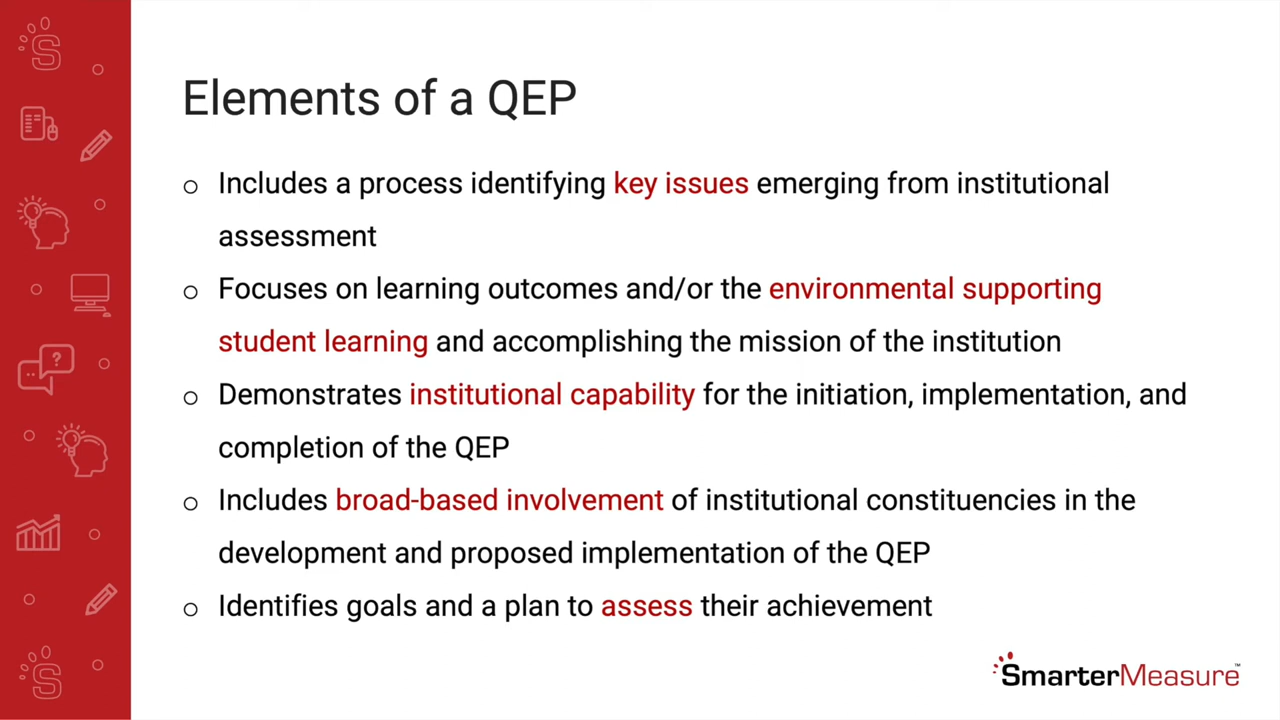 Elements of a QEP
○ Includes a process identifying key issues emerging from institutional
assessment
○ Focuses on learning outcomes and/or the environmental supporting
student learning and accomplishing the mission of the institution
○ Demonstrates institutional capability for the initiation, implementation, and
completion of the QEP
○ Includes broad-based involvement of institutional constituencies in the
development and proposed implementation of the QEP
○ Identifies goals and a plan to assess their achievement
SmarterMeasure™